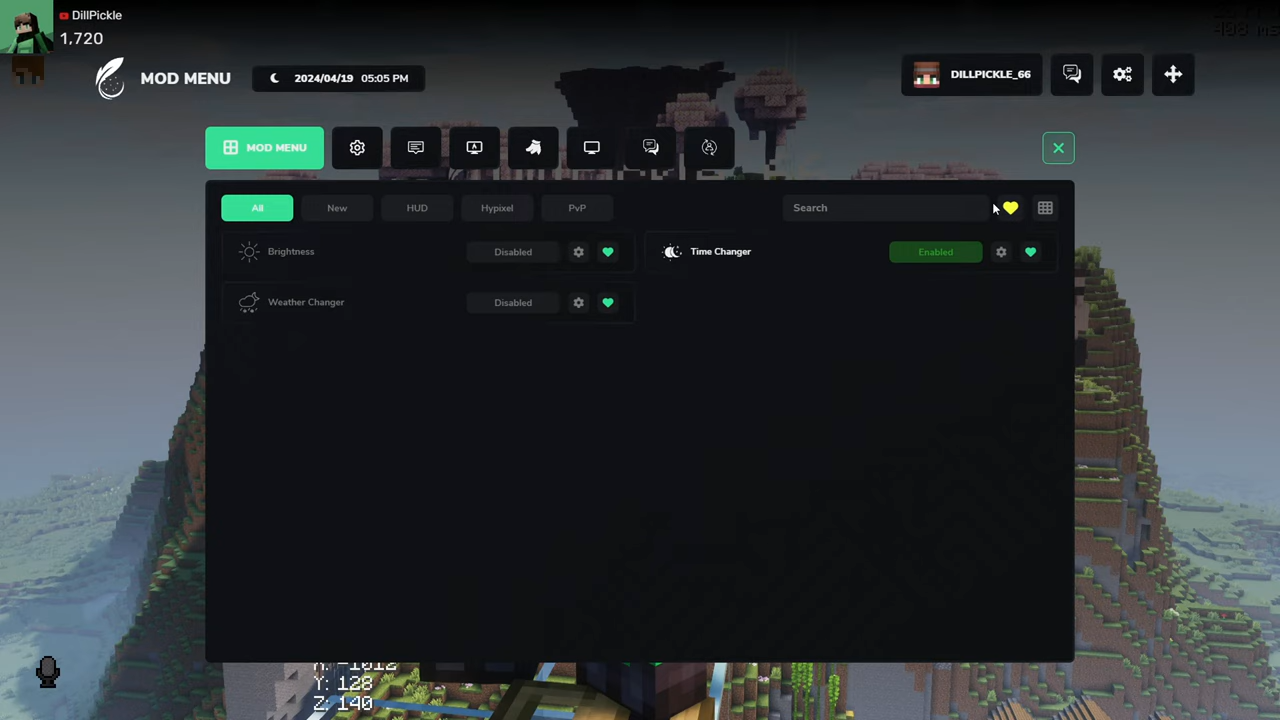 DillPickle
1,720
MOD MENU
2024/04/19 05:05 PM
DILLPICKLE_66
MOD MENU
All New HUD Hypixel PvP Search
Brightness Disabled
Time Changer Enabled
Weather Changer Disabled
X: -1012
Y: 128
Z: 140